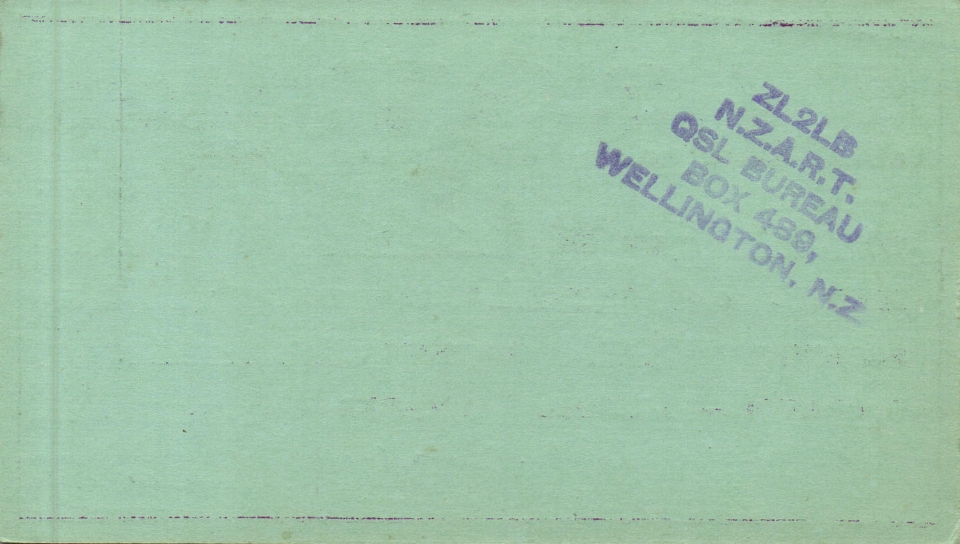 ZL2LB
N.Z.A.R.T.
QSL BUREAU
BOX 489,
WELLINGTON, N.Z